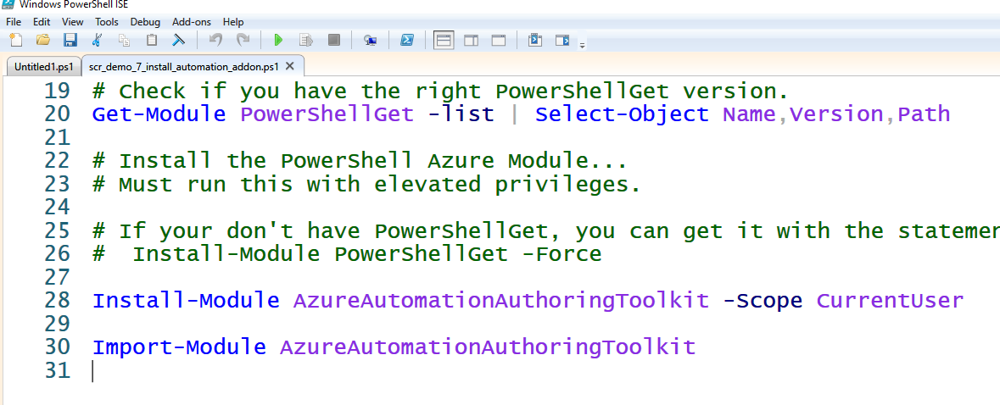 Windows PowerShell ISE
File Edit View Tools Debug Add-ons Help
Untitled1.ps1 scr_demo_7_install_automation_addon.ps1
19 # Check if you have the right PowerShellGet version.
20 Get-Module PowerShellGet -list | Select-Object Name,Version,Path
21
22 # Install the PowerShell Azure Module...
23 # Must run this with elevated privileges.
24
25 # If your don't have PowerShellGet, you can get it with the
26 #  Install-Module PowerShellGet -Force
27
28 Install-Module AzureAutomationAuthoringToolkit -Scope CurrentUser
29
30 Import-Module AzureAutomationAuthoringToolkit
31